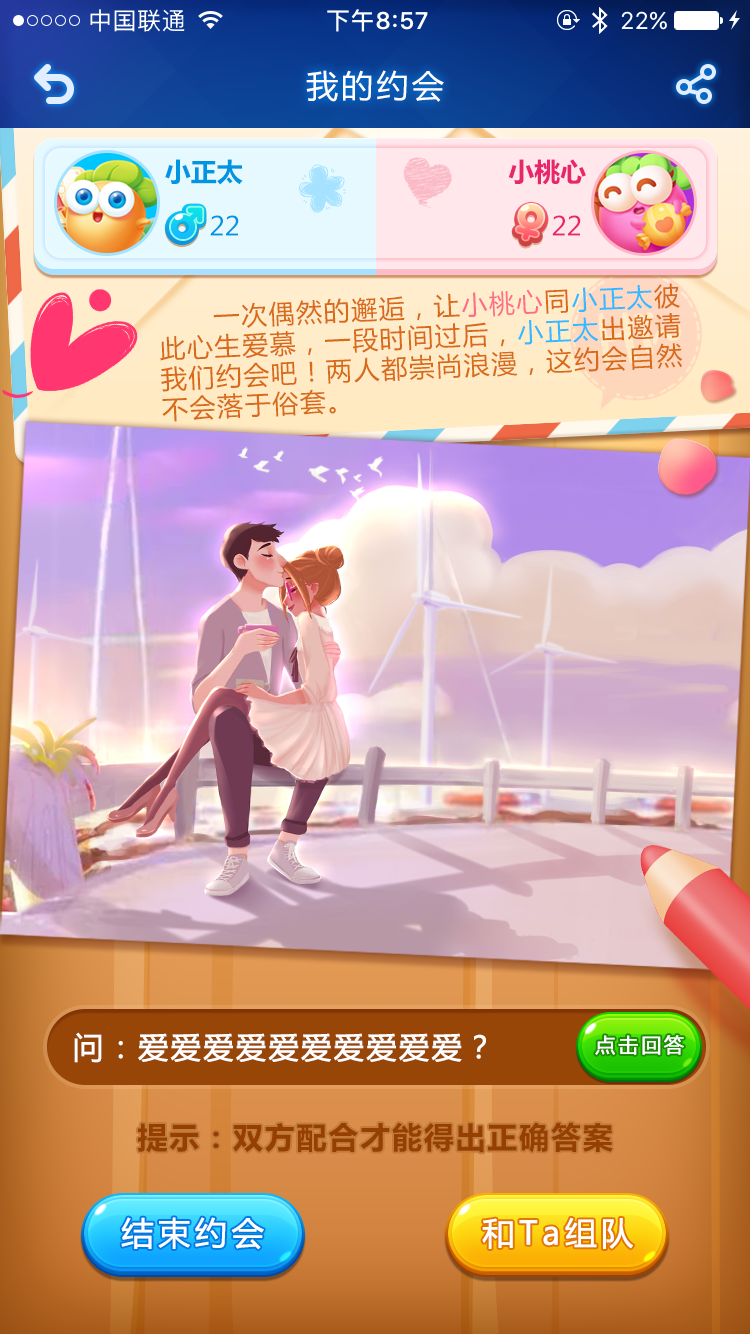 中国联通 下午8:57 22%
我的约会
小正太 小桃心
22 22
一次偶然的邂逅，让小桃心同小正太彼
此心生爱慕，一段时间过后，小正太出邀请
我们约会吧！两人都崇尚浪漫，这约会自然
不会落于俗套。
问：爱爱爱爱爱爱爱爱爱爱？ 点击回答
提示：双方配合才能得出正确答案
结束约会 和Ta组队